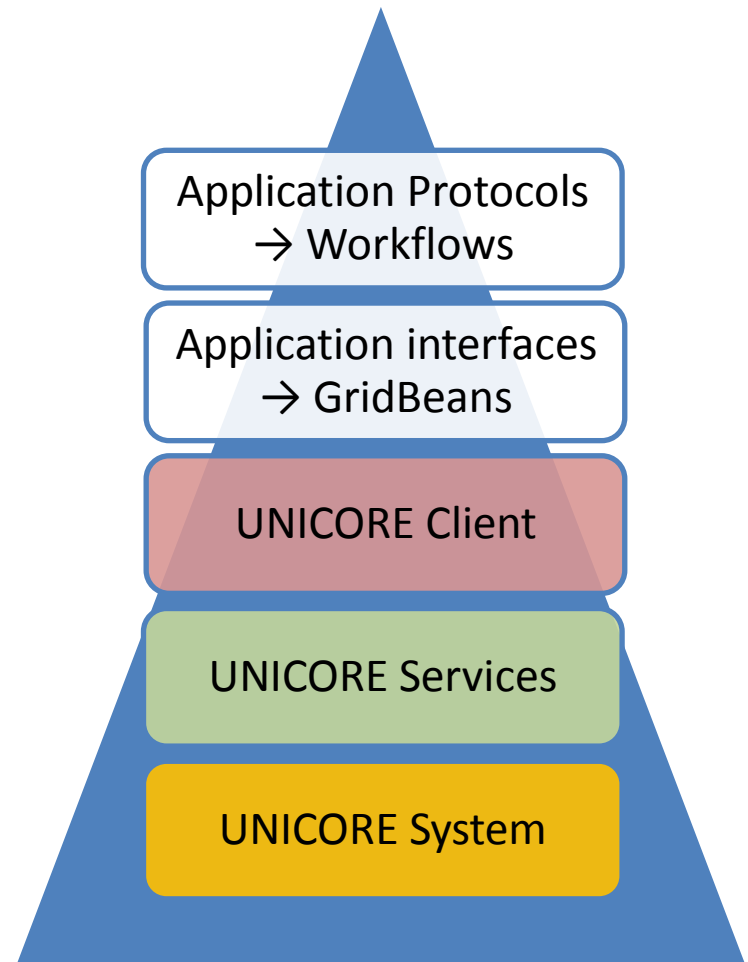 Application Protocols
→ Workflows
Application interfaces
→ GridBeans
UNICORE Client
UNICORE Services
UNICORE System